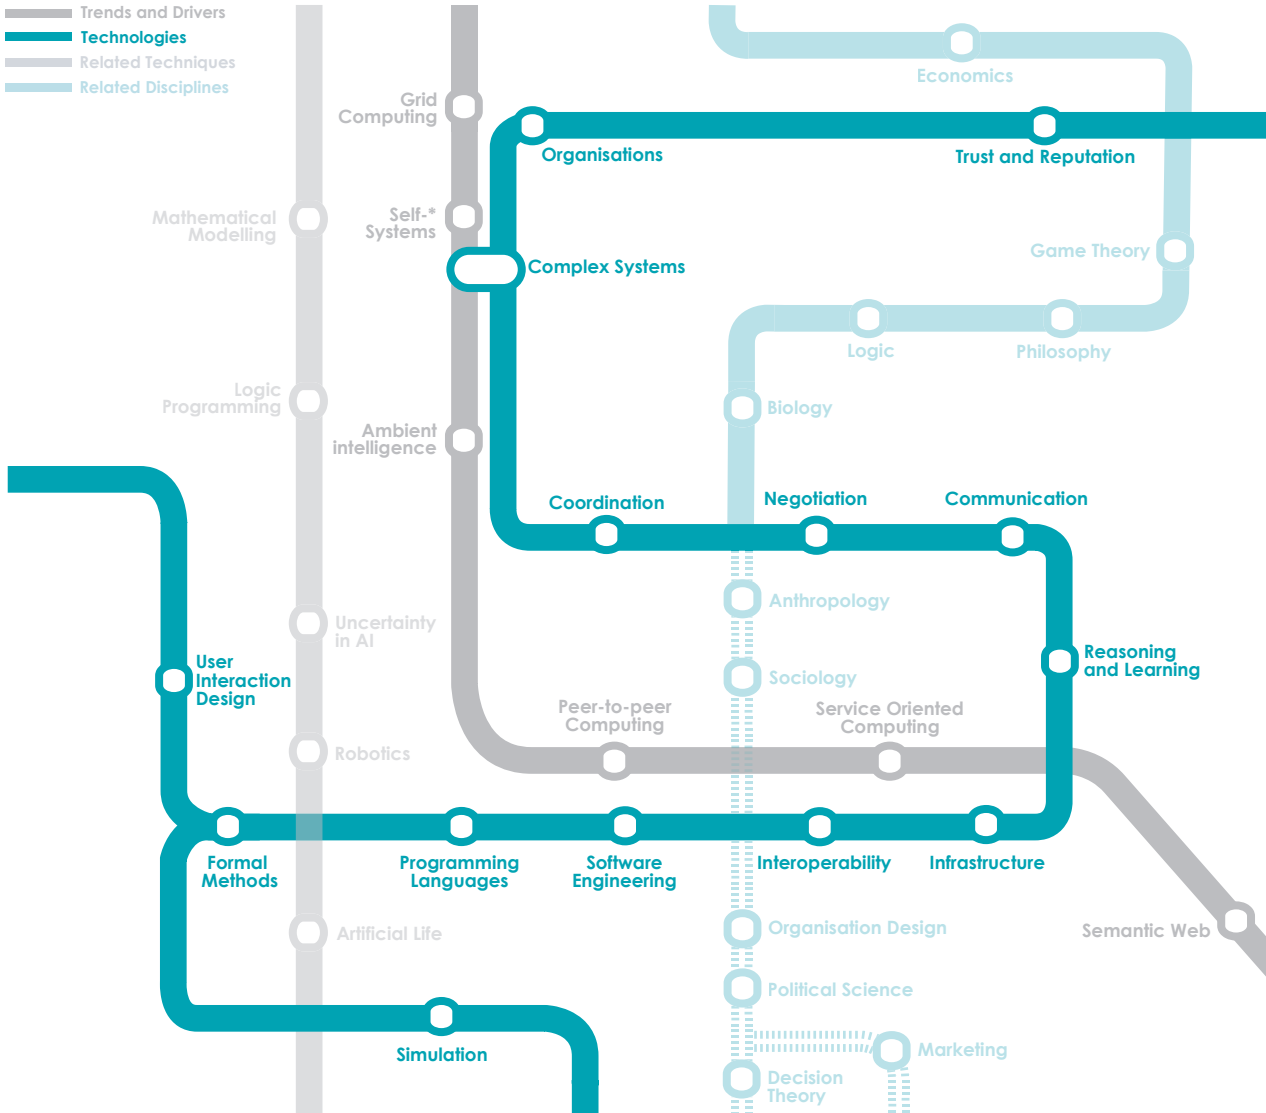 Trends and Drivers
Technologies
Related Techniques
Related Disciplines
Economics
Grid
Computing
Organisations
Trust and Reputation
Mathematical
Modelling
Self-*
Systems
Game Theory
Complex Systems
Logic
Philosophy
Logic
Programming
Biology
Ambient
intelligence
Coordination
Negotiation
Communication
Anthropology
Uncertainty
in AI
User
Interaction
Design
Sociology
Reasoning
and Learning
Peer-to-peer
Computing
Service Oriented
Computing
Robotics
Formal
Methods
Programming
Languages
Software
Engineering
Interoperability
Infrastructure
Artificial Life
Organisation Design
Semantic Web
Political Science
Simulation
Marketing
Decision
Theory